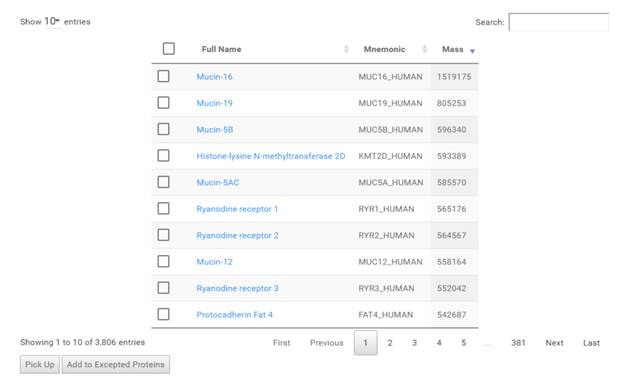 Show 10 entries Search:
Full Name Mnemonic Mass
Mucin-16 MUC16_HUMAN 1519175
Mucin-19 MUC19_HUMAN 805253
Mucin-5B MUC5B_HUMAN 596340
Histone-lysine N-methyltransferase 2D KMT2D_HUMAN 593389
Mucin-5AC MUC5A_HUMAN 585570
Ryanodine receptor 1 RYR1_HUMAN 565176
Ryanodine receptor 2 RYR2_HUMAN 564567
Mucin-12 MUC12_HUMAN 558164
Ryanodine receptor 3 RYR3_HUMAN 552042
Protocadherin Fat 4 FAT4_HUMAN 542687
Showing 1 to 10 of 3,806 entries First Previous 1 2 3 4 5 ... 381 Next Last
Pick Up Add to Excepted Proteins